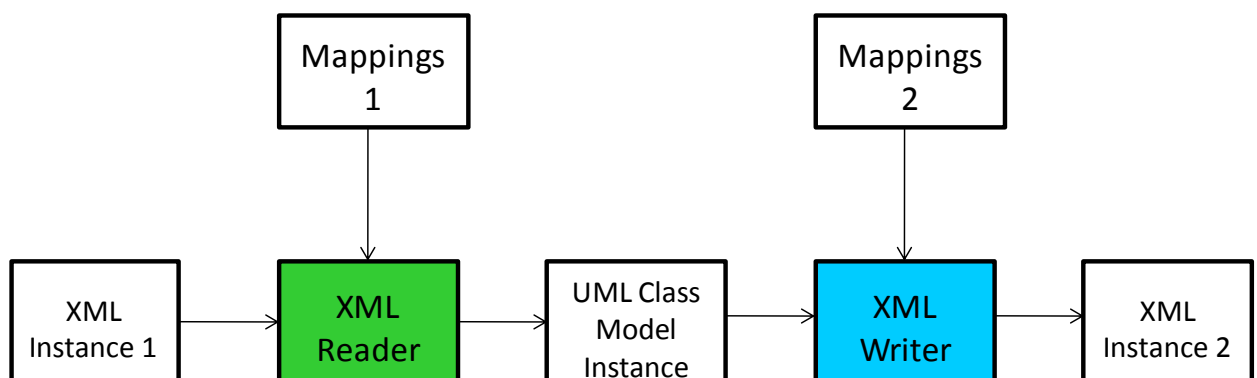 Mappings
1
Mappings
2
XML
Instance 1
XML
Reader
UML Class
Model
Instance
XML
Writer
XML
Instance 2